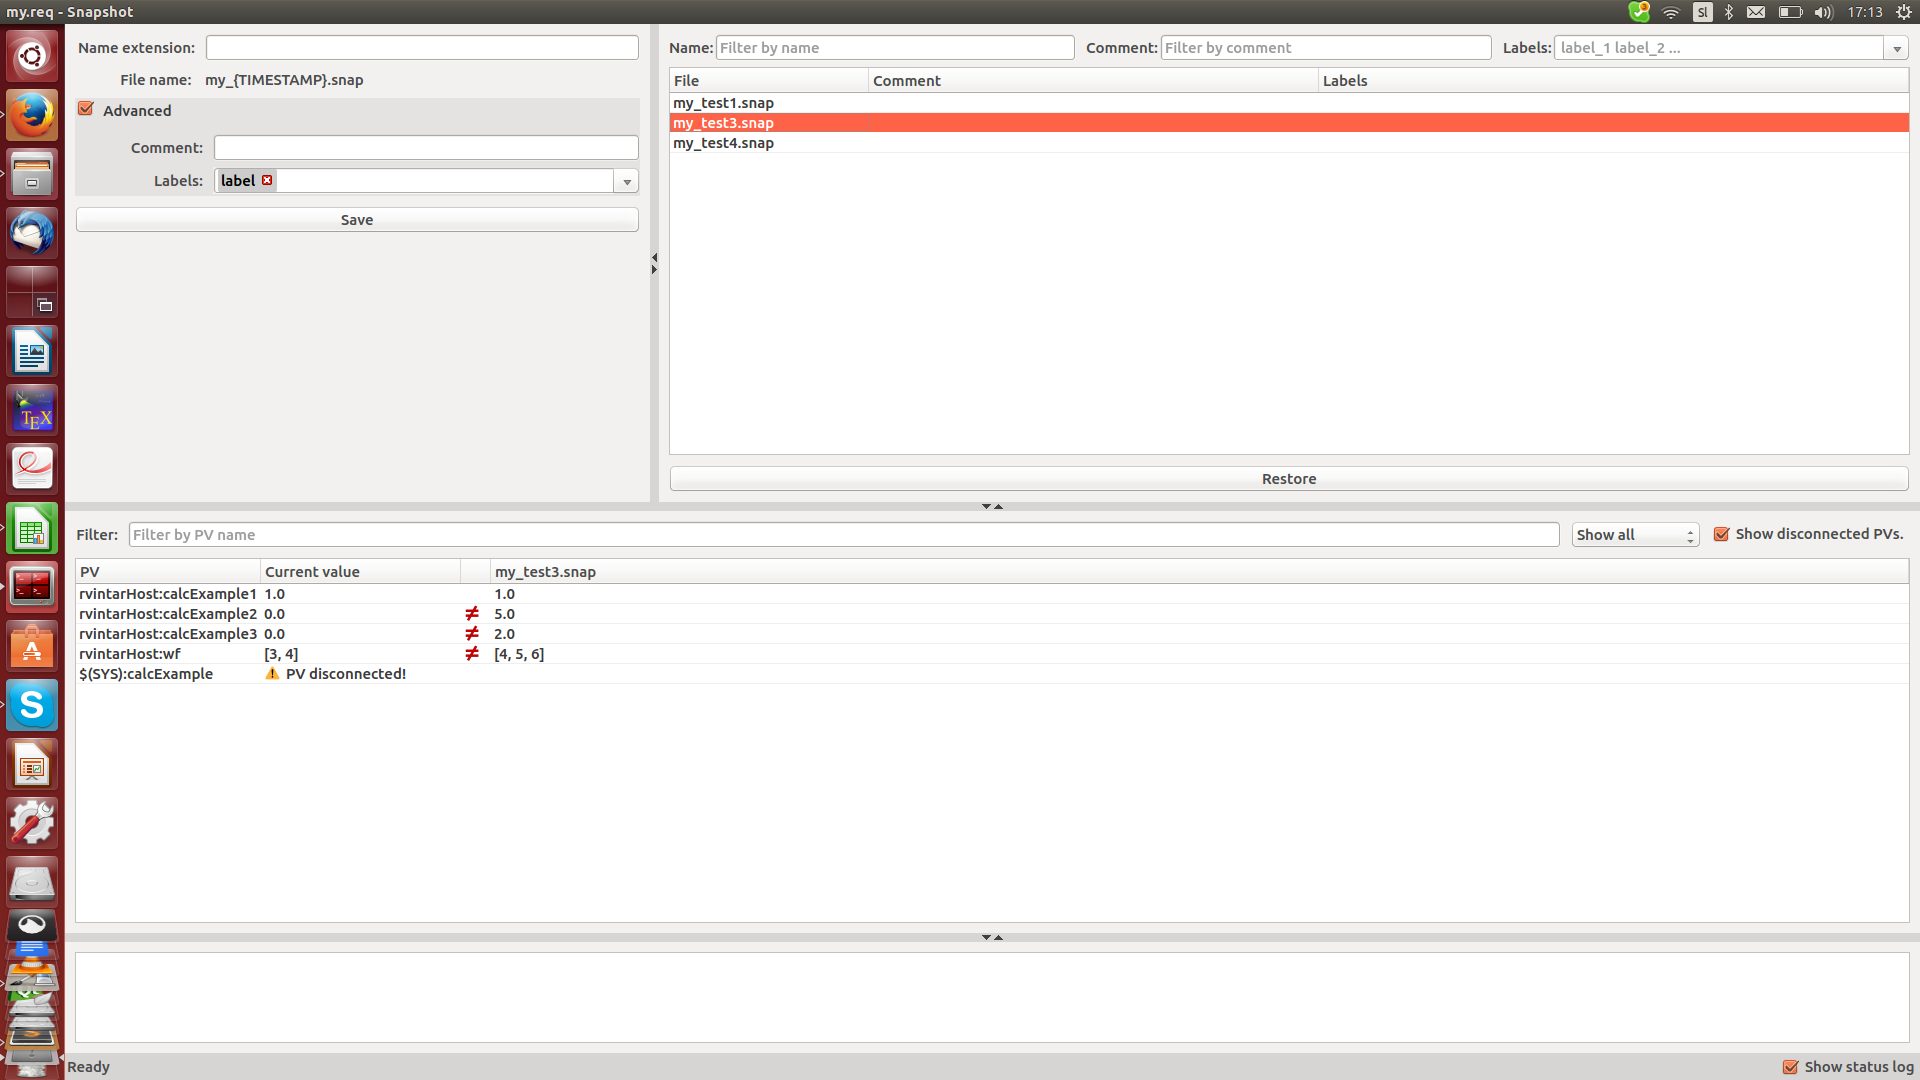 my.req - Snapshot
3
Sl
17:13
Name extension:
File name: my_{TIMESTAMP}.snap
Advanced
Comment:
Labels: label
Save
Name: Filter by name Comment: Filter by comment Labels: label_1 label_2 ...
File Comment Labels
my_test1.snap
my_test3.snap
my_test4.snap
Restore
Filter: Filter by PV name Show all Show disconnected PVs.
PV Current value my_test3.snap
rvintarHost:calcExample1 1.0 1.0
rvintarHost:calcExample2 0.0 ≠ 5.0
rvintarHost:calcExample3 0.0 ≠ 2.0
rvintarHost:wf [3, 4] ≠ [4, 5, 6]
$(SYS):calcExample PV disconnected!
TEX
A
S
Ready
Show status log